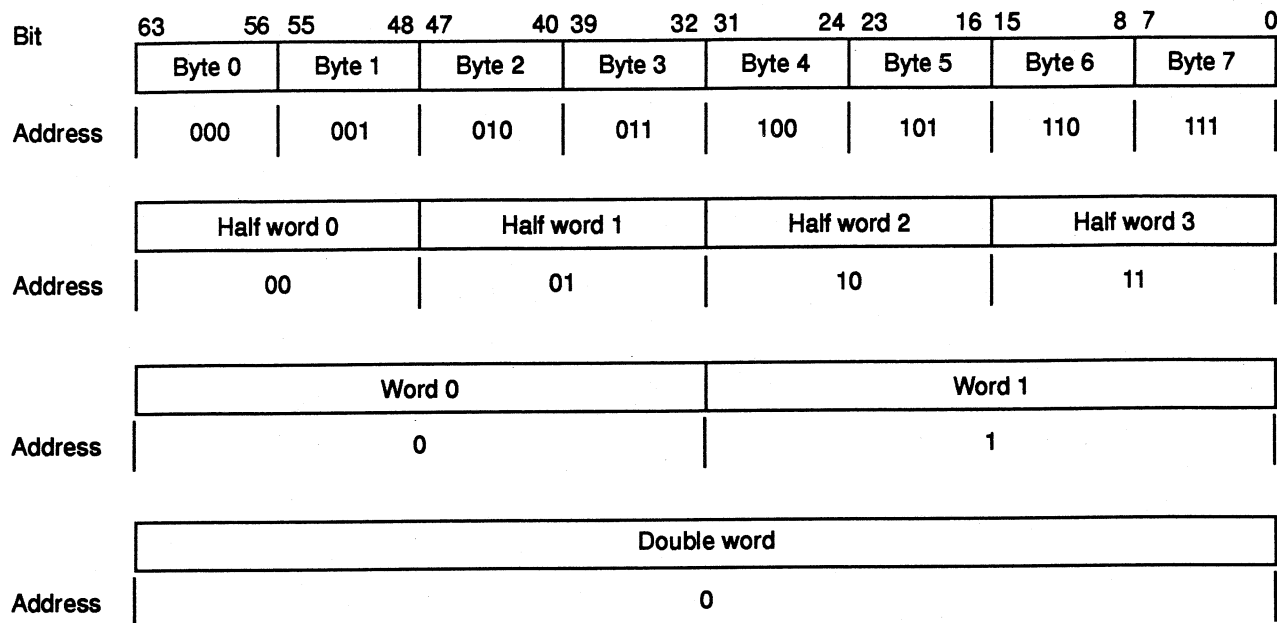 Bit 63 56 55 48 47 40 39 32 31 24 23 16 15 8 7 0
Byte 0 Byte 1 Byte 2 Byte 3 Byte 4 Byte 5 Byte 6 Byte 7
Address 000 001 010 011 100 101 110 111
Half word 0 Half word 1 Half word 2 Half word 3
Address 00 01 10 11
Word 0 Word 1
Address 0 1
Double word
Address 0